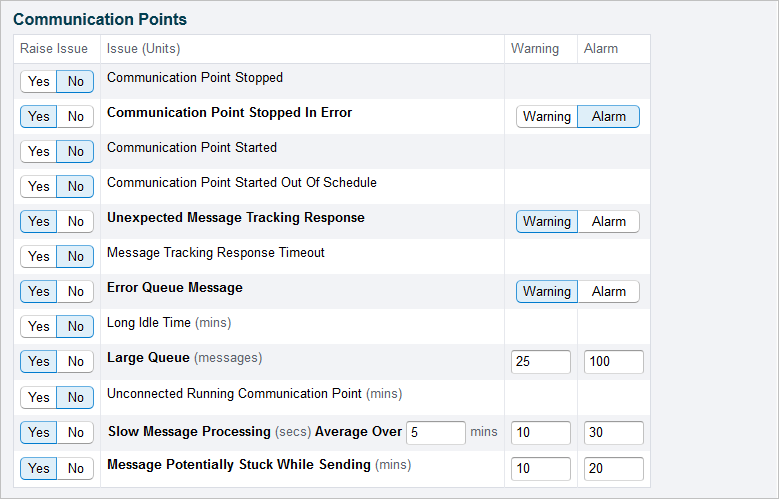 Communication Points
Raise Issue Issue (Units) Warning Alarm
Yes No Communication Point Stopped
Yes No Communication Point Stopped In Error Warning Alarm
Yes No Communication Point Started
Yes No Communication Point Started Out Of Schedule
Yes No Unexpected Message Tracking Response Warning Alarm
Yes No Message Tracking Response Timeout
Yes No Error Queue Message Warning Alarm
Yes No Long Idle Time (mins)
Yes No Large Queue (messages) 25 100
Yes No Unconnected Running Communication Point (mins)
Yes No Slow Message Processing (secs) Average Over 5 mins 10 30
Yes No Message Potentially Stuck While Sending (mins) 10 20